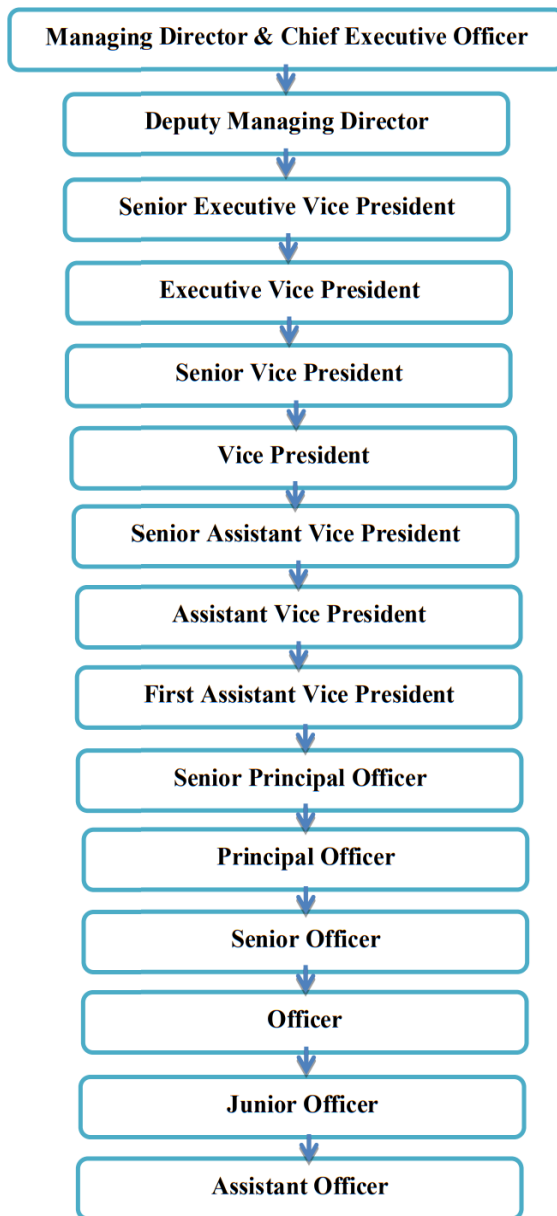 Managing Director & Chief Executive Officer
Deputy Managing Director
Senior Executive Vice President
Executive Vice President
Senior Vice President
Vice President
Senior Assistant Vice President
Assistant Vice President
First Assistant Vice President
Senior Principal Officer
Principal Officer
Senior Officer
Officer
Junior Officer
Assistant Officer